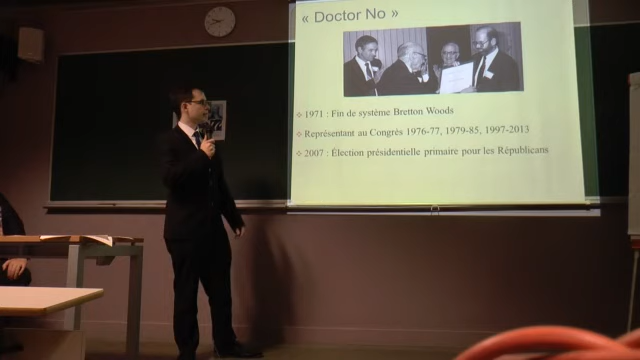 « Doctor No »
❖ 1971 : Fin de système Bretton Woods
❖ Représentant au Congrès 1976-77, 1979-85, 1997-2013
❖ 2007 : Élection présidentielle primaire pour les Républicans